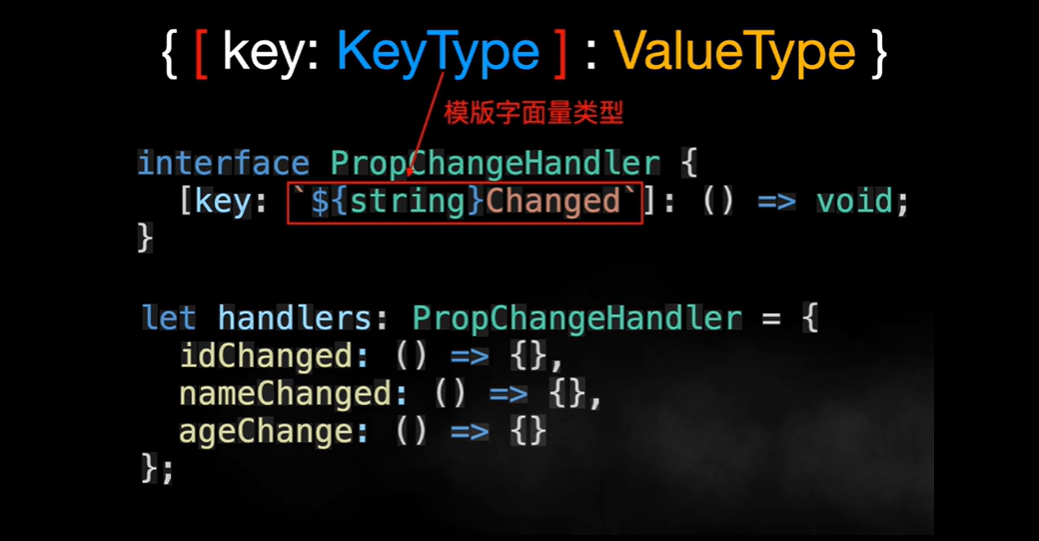 { [ key: KeyType ] : ValueType }
模版字面量类型
interface PropChangeHandler {
[key: `${string}Changed`]: () => void;
}
let handlers: PropChangeHandler = {
idChanged: () => {},
nameChanged: () => {},
ageChange: () => {}
};